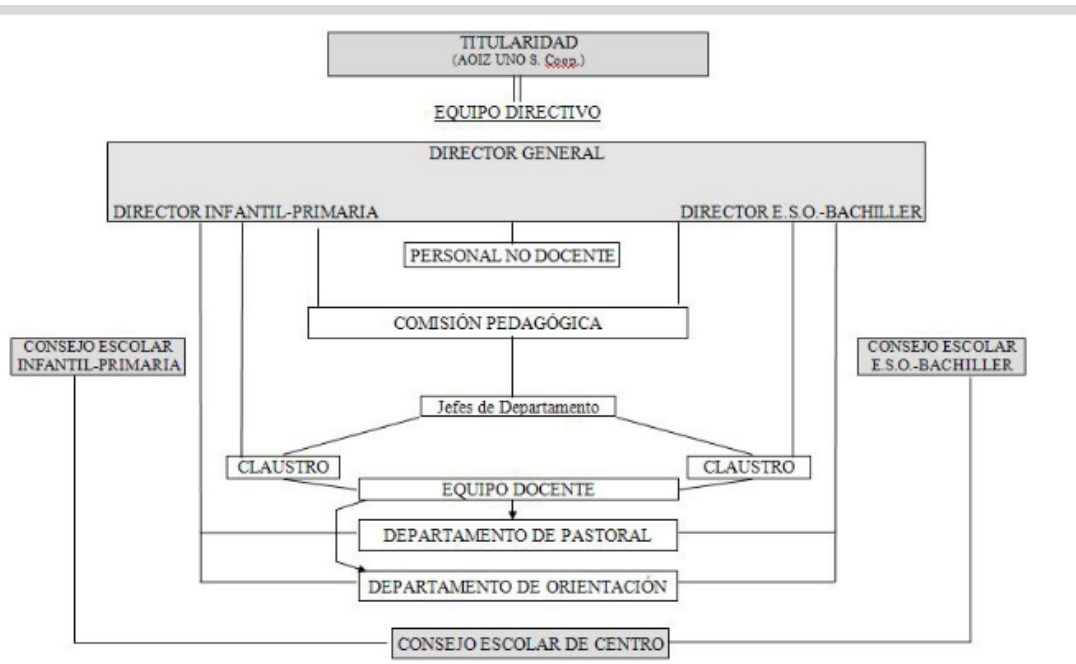 TITULARIDAD
(AOIZ UNO S. Coop.)
EQUIPO DIRECTIVO
DIRECTOR GENERAL
DIRECTOR INFANTIL-PRIMARIA
DIRECTOR E.S.O.-BACHILLER
PERSONAL NO DOCENTE
COMISIÓN PEDAGÓGICA
CONSEJO ESCOLAR
INFANTIL-PRIMARIA
CONSEJO ESCOLAR
E.S.O.-BACHILLER
Jefes de Departamento
CLAUSTRO
CLAUSTRO
EQUIPO DOCENTE
DEPARTAMENTO DE PASTORAL
DEPARTAMENTO DE ORIENTACIÓN
CONSEJO ESCOLAR DE CENTRO